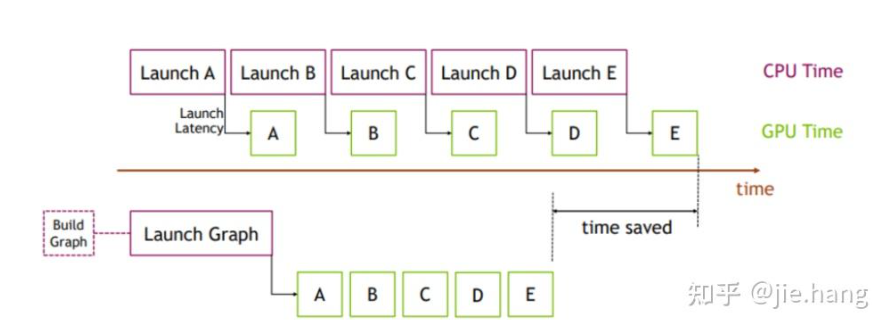 Launch A Launch B Launch C Launch D Launch E CPU Time
Launch
Latency
A B C D E GPU Time
time
Build
Graph
Launch Graph
time saved
A B C D E
知乎 @jie.hang